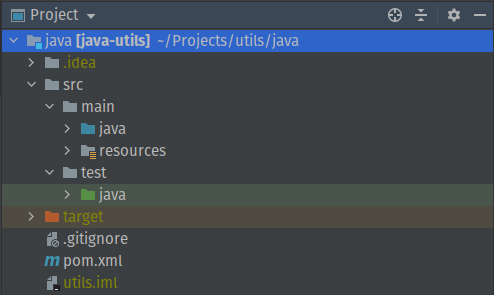 Project
java [java-utils] ~/Projects/utils/java
.idea
src
main
java
resources
test
java
target
.gitignore
m pom.xml
utils.iml